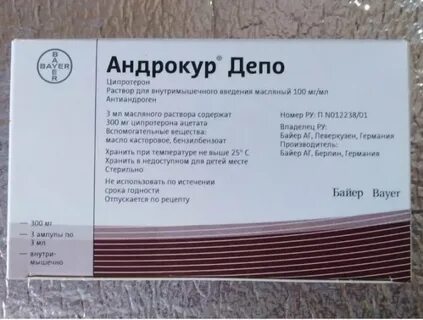 BAYER
BAYER
Андрокур® Депо
Ципротерон
Раствор для внутримышечного введения масляный 100 мг/мл
Антиандроген
3 мл масляного раствора содержат
300 мг ципротерона ацетата
Вспомогательные вещества:
масло касторовое, бензилбензоат
Хранить при температуре не выше 25° C
Хранить в недоступном для детей месте
Стерильно
Не использовать по истечении
срока годности
Отпускается по рецепту
Номер РУ: П N012238/01
Владелец РУ:
Байер АГ, Леверкузен, Германия
Производитель:
Байер АГ, Берлин, Германия
Байер Bayer
300 мг
3 ампулы по
3 мл
внутри-
мышечно